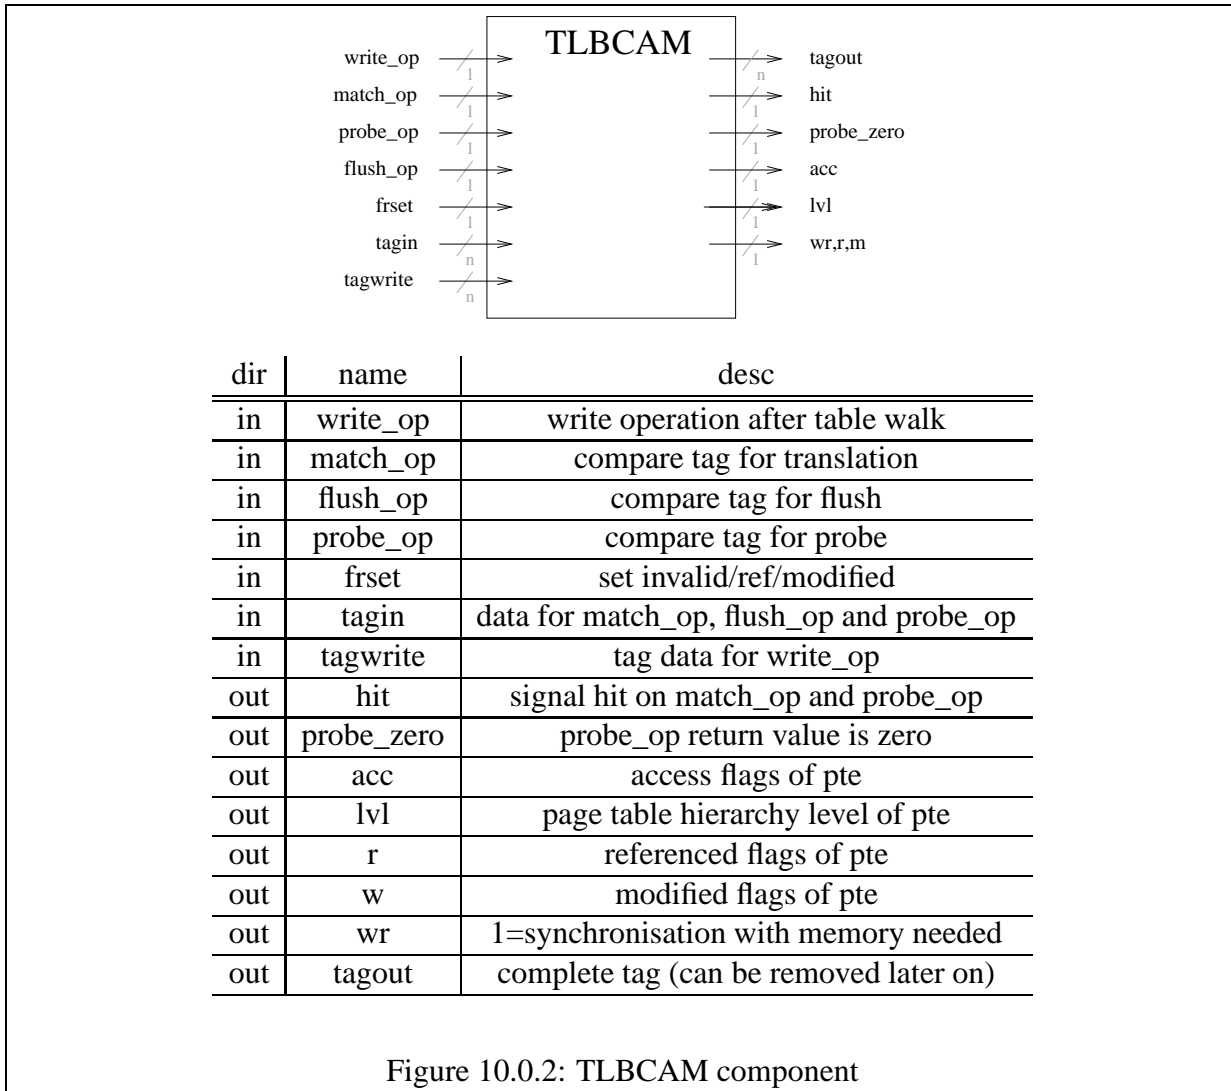 TLBCAM
write_op
1
match_op
1
probe_op
1
flush_op
1
frset
1
tagin
n
tagwrite
n
tagout
n
hit
1
probe_zero
1
acc
1
lvl
1
wr,r,m
1
dir name desc
in write_op write operation after table walk
in match_op compare tag for translation
in flush_op compare tag for flush
in probe_op compare tag for probe
in frset set invalid/ref/modified
in tagin data for match_op, flush_op and probe_op
in tagwrite tag data for write_op
out hit signal hit on match_op and probe_op
out probe_zero probe_op return value is zero
out acc access flags of pte
out lvl page table hierarchy level of pte
out r referenced flags of pte
out w modified flags of pte
out wr 1=synchronisation with memory needed
out tagout complete tag (can be removed later on)
Figure 10.0.2: TLBCAM component